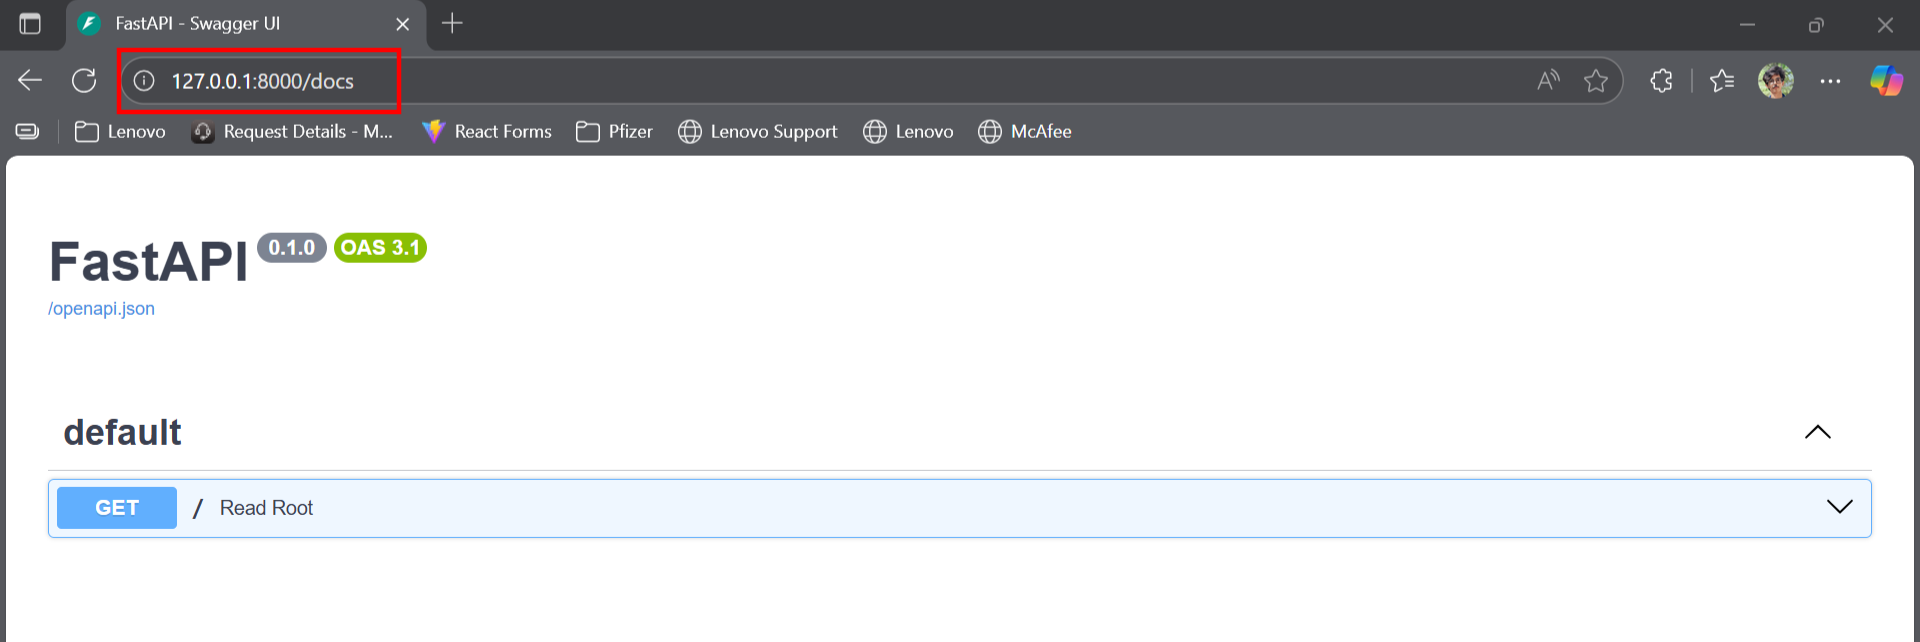 FastAPI - Swagger UI
127.0.0.1:8000/docs
Lenovo Request Details - M... React Forms Pfizer Lenovo Support Lenovo McAfee
FastAPI 0.1.0 OAS 3.1
/openapi.json
default
GET / Read Root